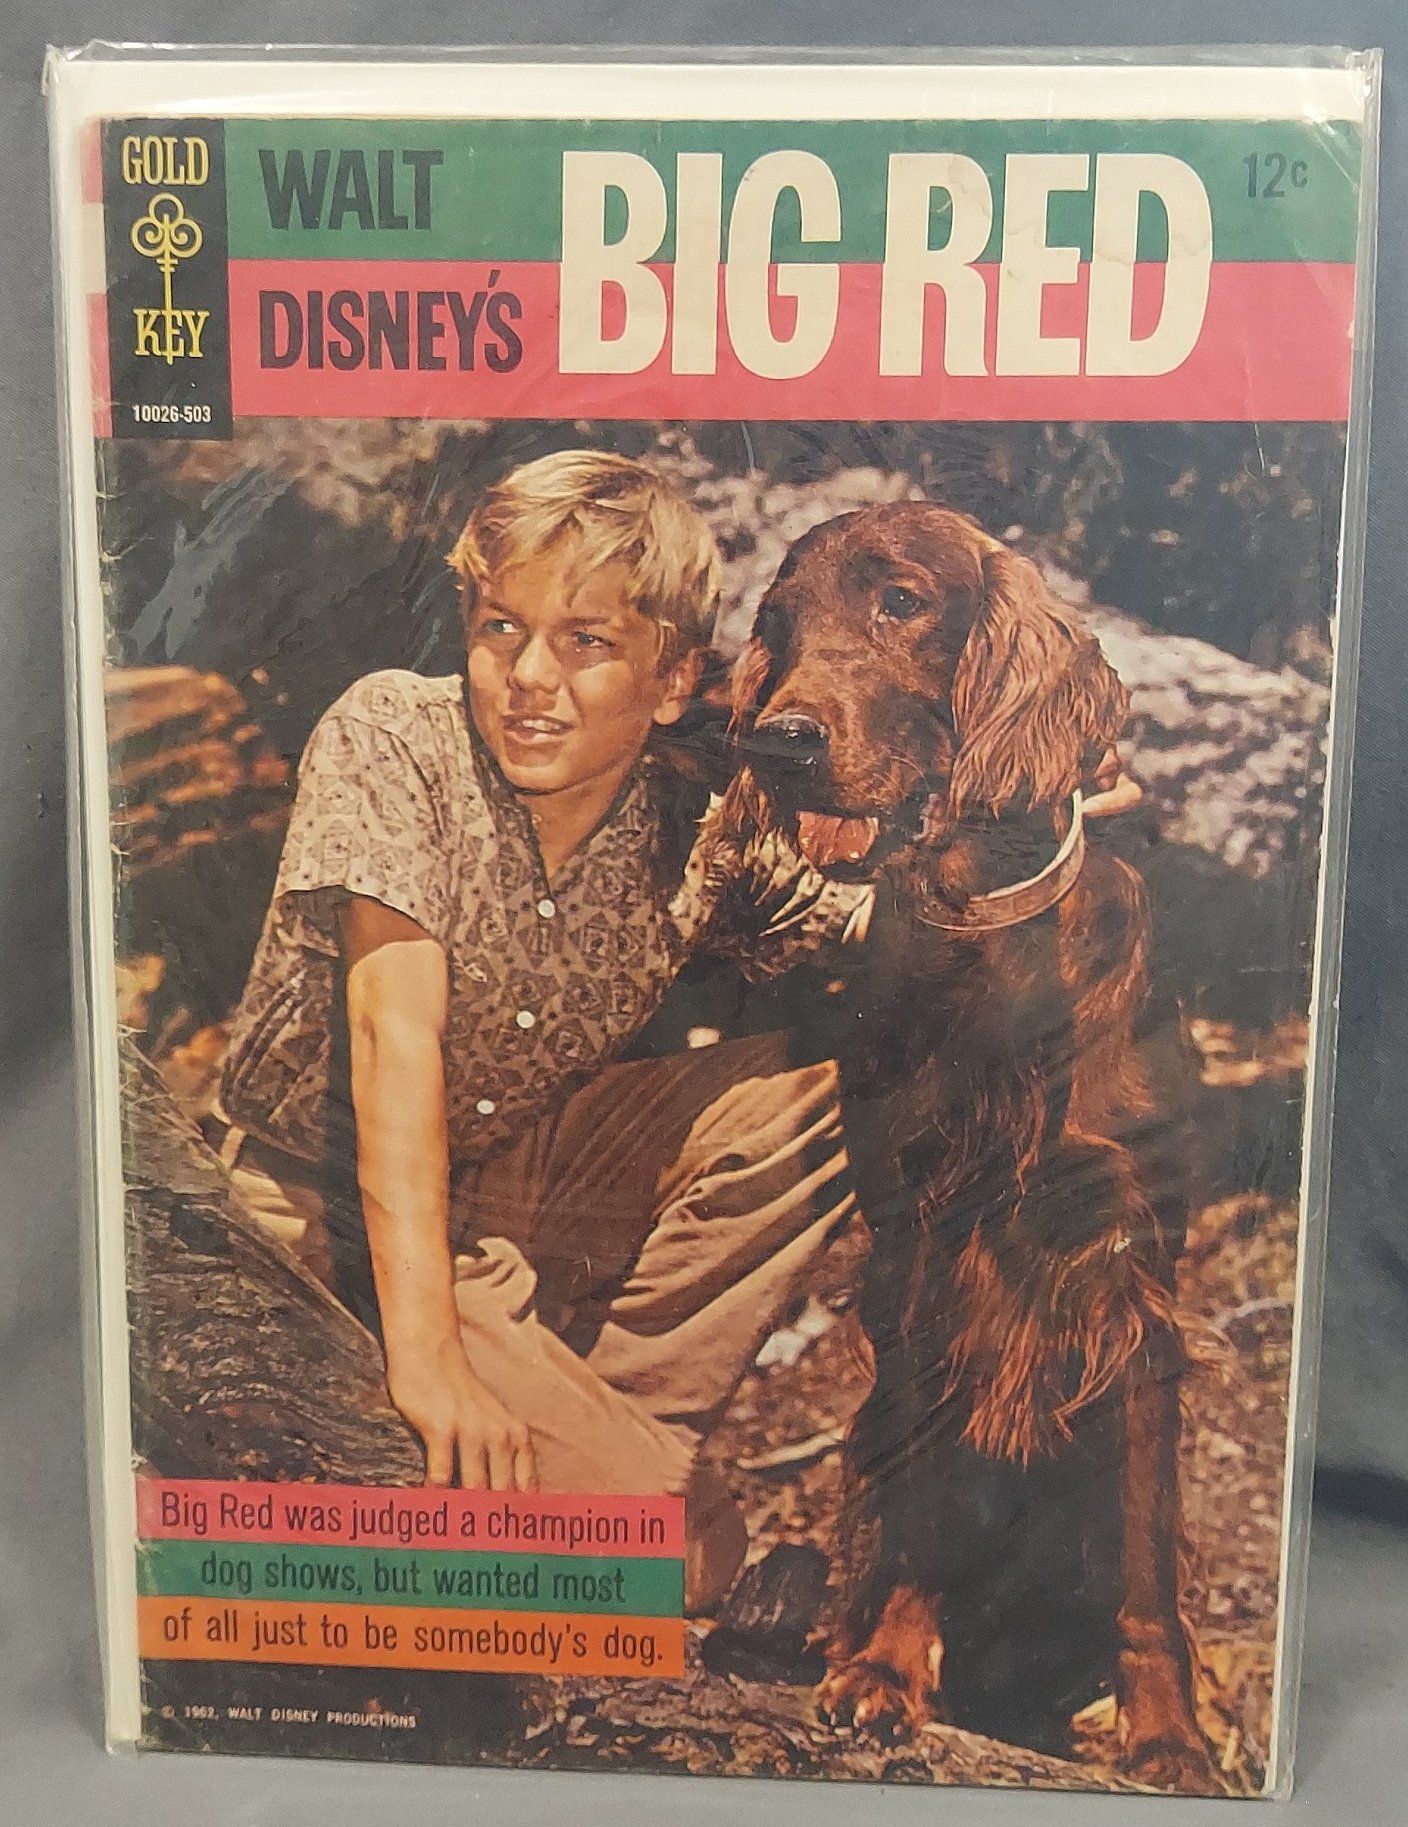 GOLD
KEY
10026-503
WALT
DISNEY'S
BIG RED
12¢
Big Red was judged a champion in
dog shows, but wanted most
of all just to be somebody's dog.
© 1962, WALT DISNEY PRODUCTIONS